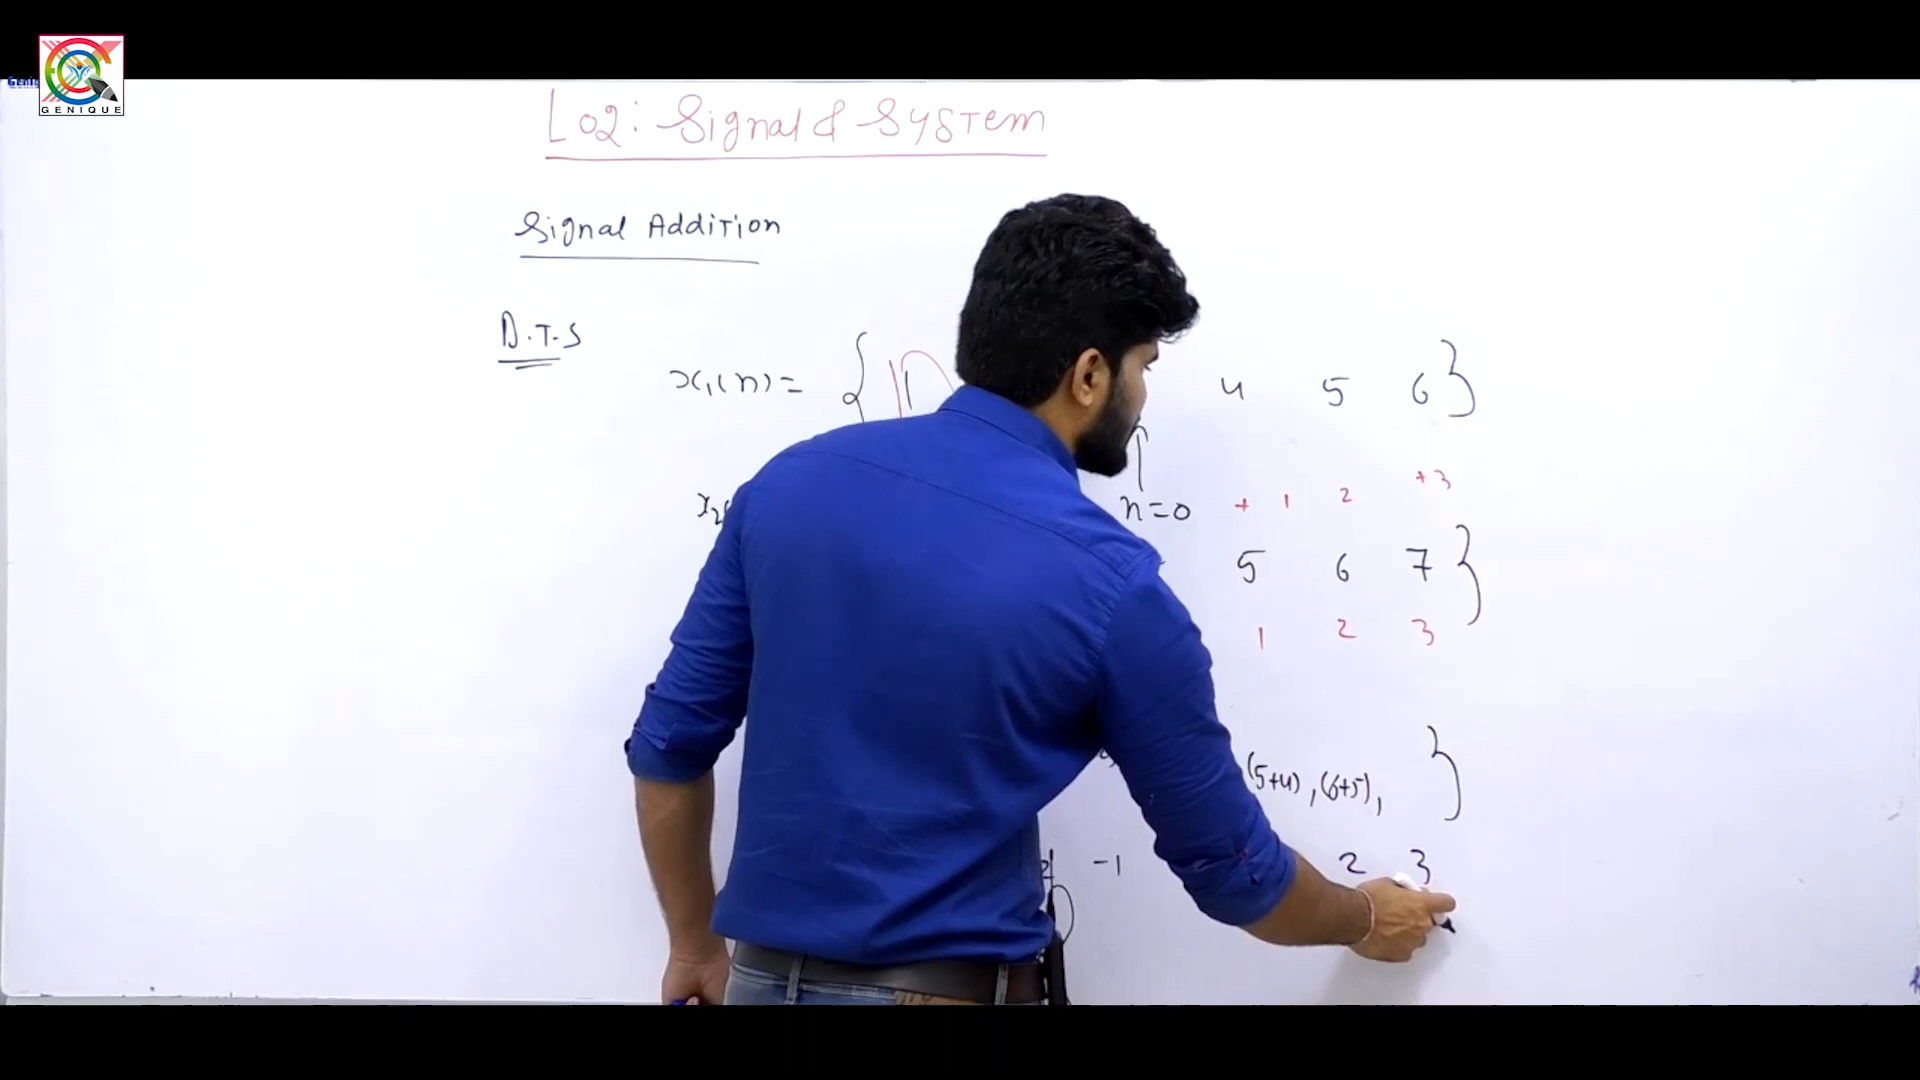 GENIQUE
L02: Signal & System
Signal Addition
D.T.S
x₁(n) = { 1 4 5 6 }
n=0 + 1 2 +3
5 6 7 }
1 2 3
(5+4), (6+5), }
-1 2 3